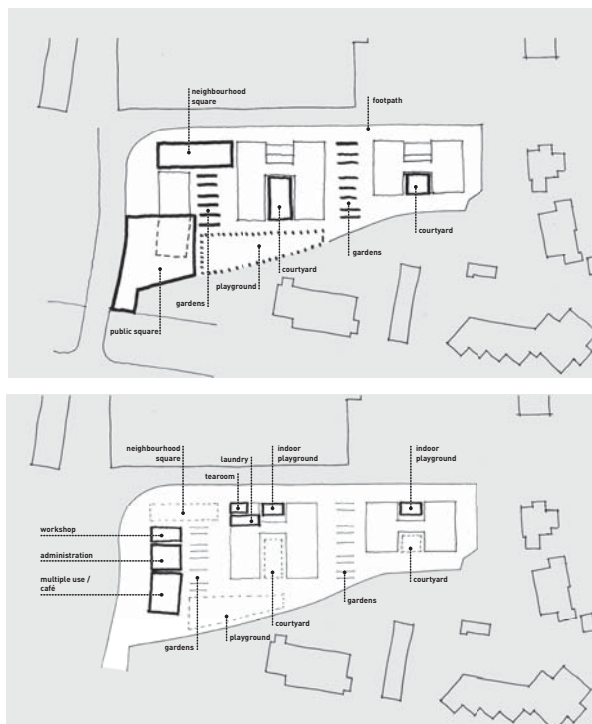 neighbourhood
square
footpath
courtyard
gardens
courtyard
playground
gardens
public square
neighbourhood
square
laundry
tearoom
indoor
playground
indoor
playground
workshop
administration
multiple use /
café
courtyard
gardens
courtyard
playground
gardens